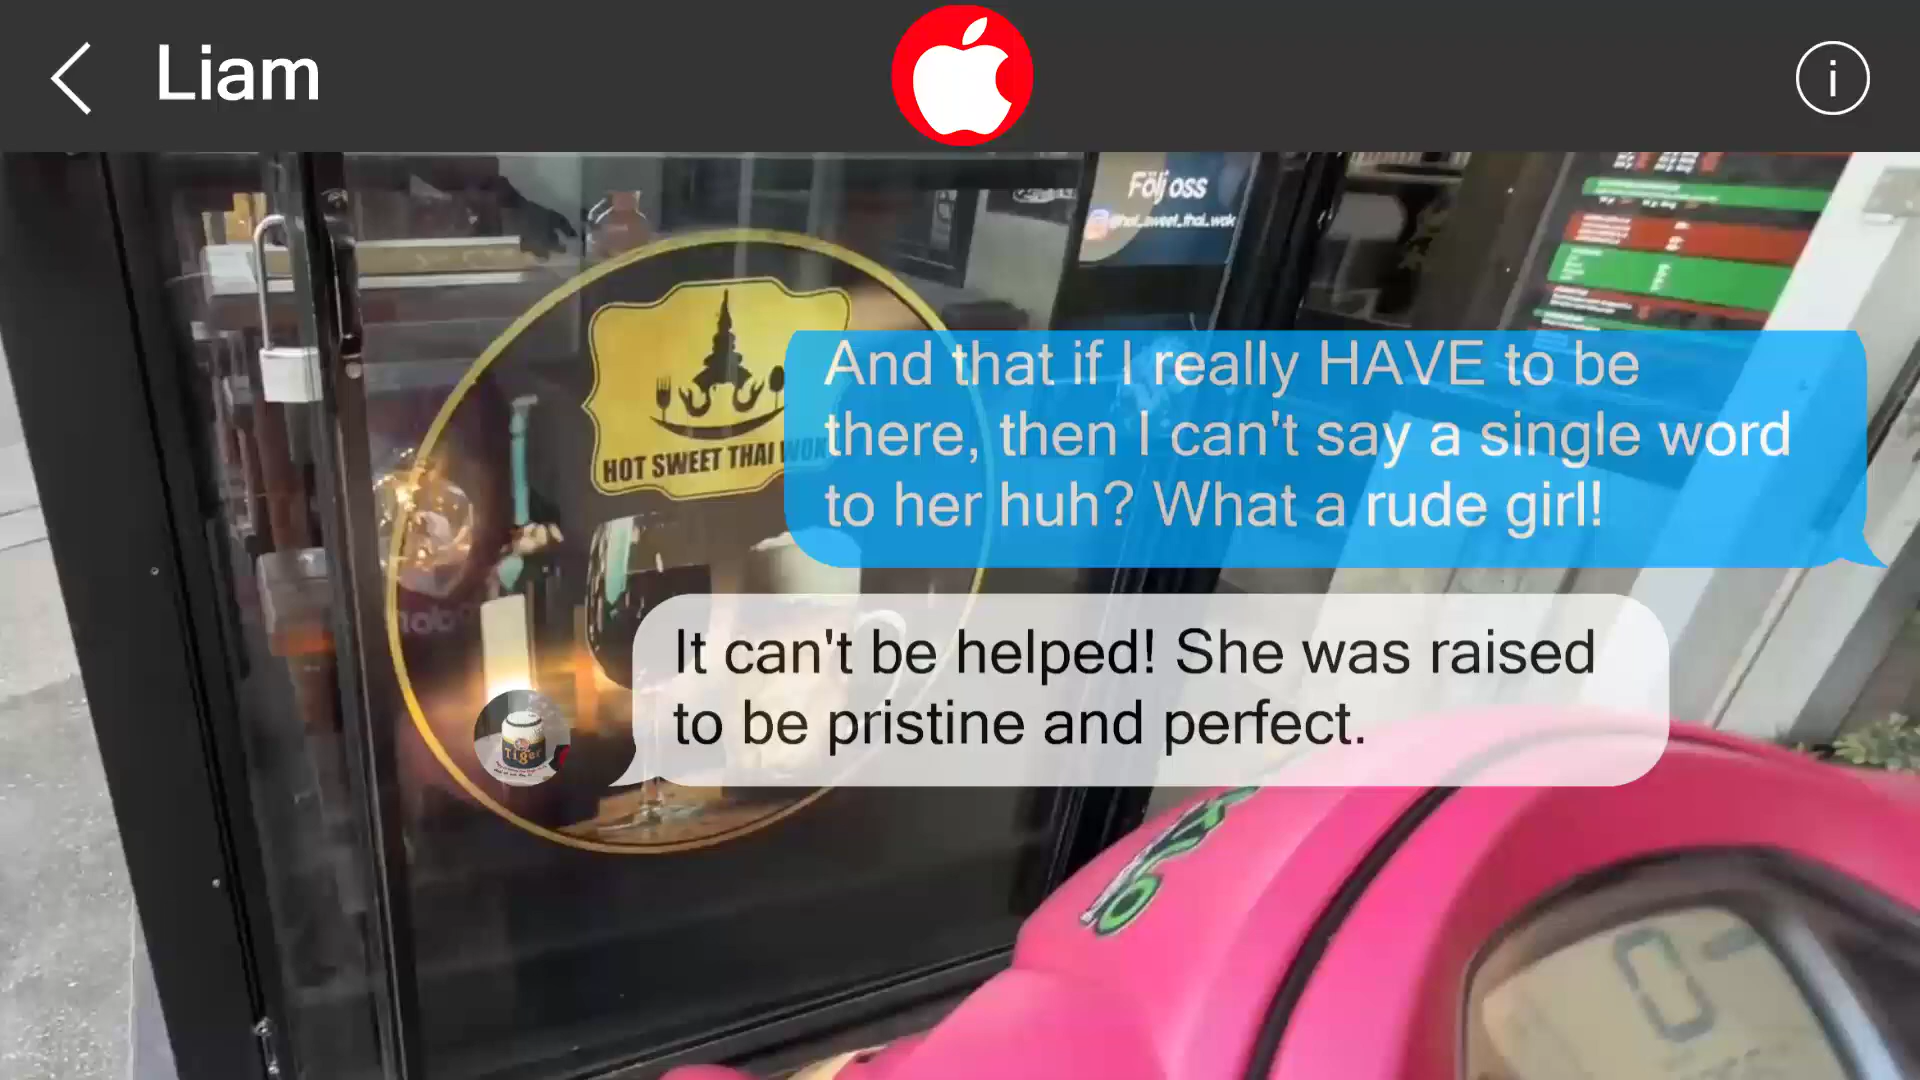 Liam
i
Följ oss
@hot_sweet_thai_wok
And that if I really HAVE to be
there, then I can't say a single word
to her huh? What a rude girl!
HOT SWEET THAI WOK
It can't be helped! She was raised
to be pristine and perfect.
Tiger